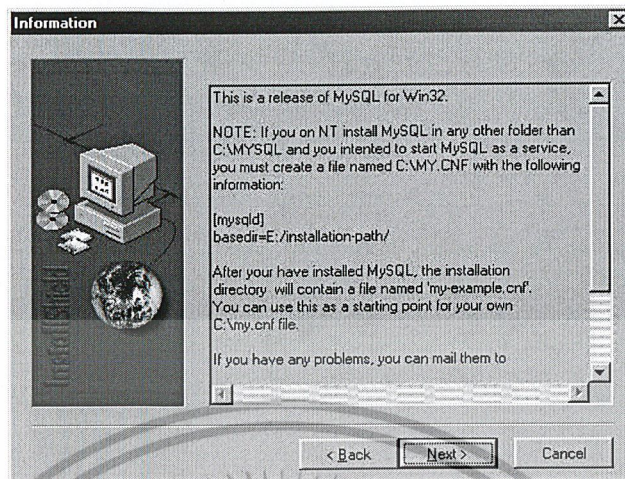 Information
This is a release of MySQL for Win32.
NOTE: If you on NT install MySQL in any other folder than
C:\MYSQL and you intented to start MySQL as a service,
you must create a file named C:\MY.CNF with the following
information:
[mysqld]
basedir=E:/installation-path/
After your have installed MySQL, the installation
directory will contain a file named 'my-example.cnf'.
You can use this as a starting point for your own
C:\my.cnf file.
If you have any problems, you can mail them to
InstallShield
< Back
Next >
Cancel